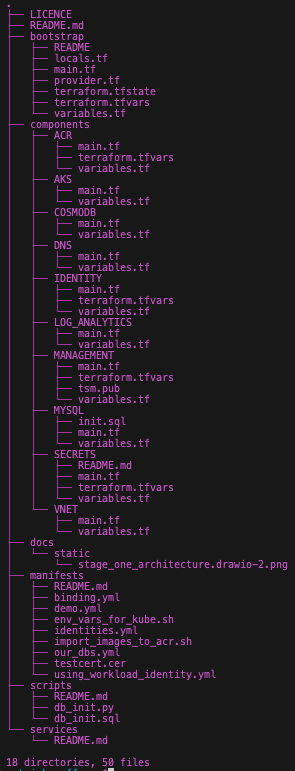 .
├── LICENCE
├── README.md
├── bootstrap
│   ├── README
│   ├── locals.tf
│   ├── main.tf
│   ├── provider.tf
│   ├── terraform.tfstate
│   ├── terraform.tfvars
│   └── variables.tf
├── components
│   ├── ACR
│   │   ├── main.tf
│   │   ├── terraform.tfvars
│   │   └── variables.tf
│   ├── AKS
│   │   ├── main.tf
│   │   └── variables.tf
│   ├── COSMODB
│   │   ├── main.tf
│   │   └── variables.tf
│   ├── DNS
│   │   ├── main.tf
│   │   └── variables.tf
│   ├── IDENTITY
│   │   ├── main.tf
│   │   ├── terraform.tfvars
│   │   └── variables.tf
│   ├── LOG_ANALYTICS
│   │   ├── main.tf
│   │   └── variables.tf
│   ├── MANAGEMENT
│   │   ├── main.tf
│   │   ├── terraform.tfvars
│   │   ├── tsm.pub
│   │   └── variables.tf
│   ├── MYSQL
│   │   ├── init.sql
│   │   ├── main.tf
│   │   └── variables.tf
│   ├── SECRETS
│   │   ├── README.md
│   │   ├── main.tf
│   │   ├── terraform.tfvars
│   │   └── variables.tf
│   └── VNET
│       ├── main.tf
│       └── variables.tf
├── docs
│   └── static
│       └── stage_one_architecture.drawio-2.png
├── manifests
│   ├── README.md
│   ├── binding.yml
│   ├── demo.yml
│   ├── env_vars_for_kube.sh
│   ├── identities.yml
│   ├── import_images_to_acr.sh
│   ├── our_dbs.yml
│   ├── testcert.cer
│   └── using_workload_identity.yml
├── scripts
│   ├── README.md
│   ├── db_init.py
│   └── db_init.sql
└── services
    └── README.md

18 directories, 50 files